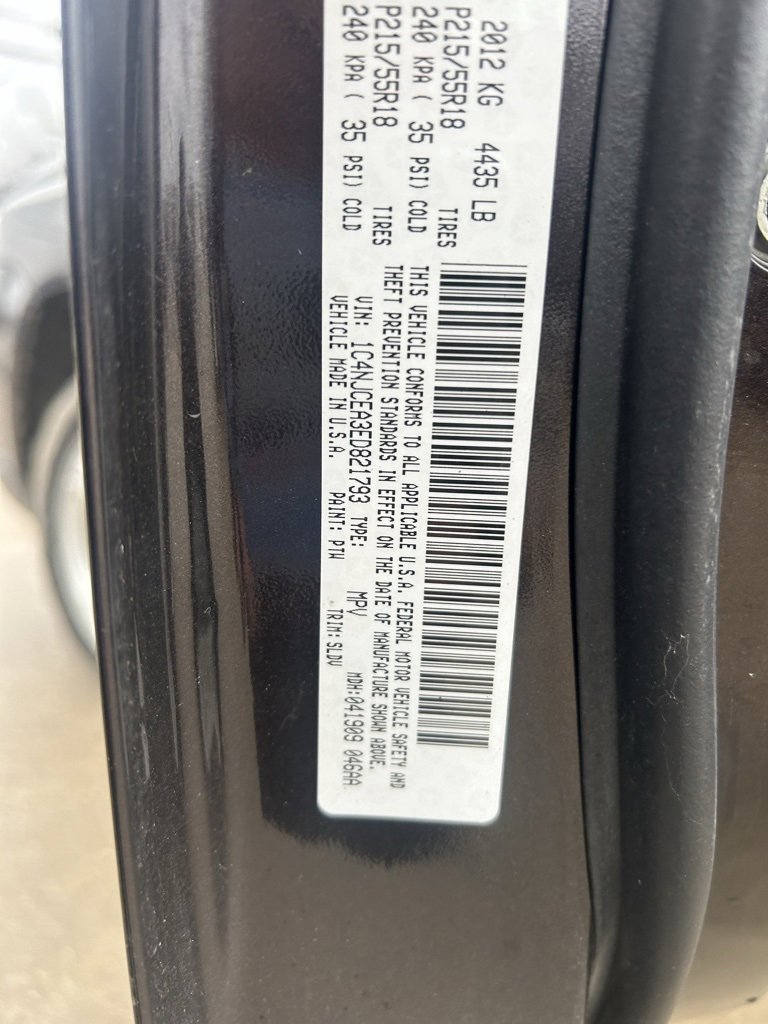 2012 KG 4435 LB
P215/55R18 TIRES
240 KPA ( 35 PSI) COLD
P215/55R18 TIRES
240 KPA ( 35 PSI) COLD
THIS VEHICLE CONFORMS TO ALL APPLICABLE U.S.A. FEDERAL MOTOR VEHICLE SAFETY AND
THEFT PREVENTION STANDARDS IN EFFECT ON THE DATE OF MANUFACTURE SHOWN ABOVE.
VIN: 1C4NJCEA3ED821793 TYPE: MPV MDH:041909 046AA
VEHICLE MADE IN U.S.A. PAINT: PTW TRIM: SLDV